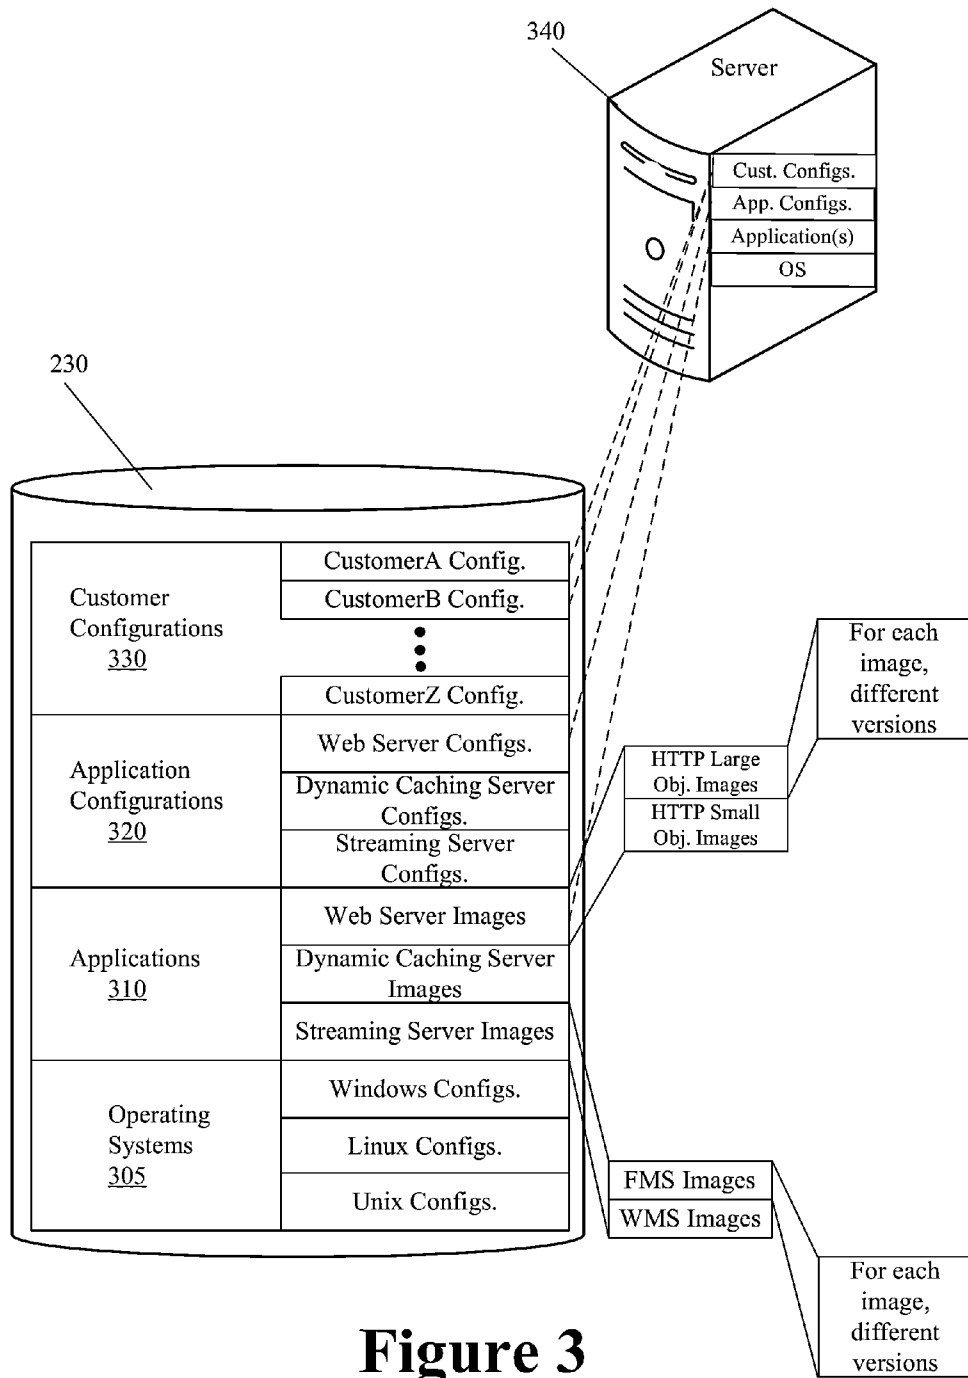 340
Server
Cust. Configs.
App. Configs.
Application(s)
OS
230
Customer
Configurations
330
CustomerA Config.
CustomerB Config.
CustomerZ Config.
Application
Configurations
320
Web Server Configs.
Dynamic Caching Server
Configs.
Streaming Server
Configs.
Applications
310
Web Server Images
Dynamic Caching Server
Images
Streaming Server Images
Operating
Systems
305
Windows Configs.
Linux Configs.
Unix Configs.
HTTP Large
Obj. Images
HTTP Small
Obj. Images
For each
image,
different
versions
FMS Images
WMS Images
For each
image,
different
versions
Figure 3